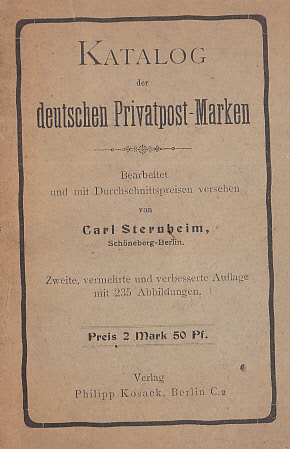 KATALOG
der
deutschen Privatpost-Marken
Bearbeitet
und mit Durchschnittspreisen versehen
von
Carl Sternheim,
Schöneberg-Berlin.
Zweite, vermehrte und verbesserte Auflage
mit 235 Abbildungen.
Preis 2 Mark 50 Pf.
Verlag
Philipp Kosack, Berlin C.2